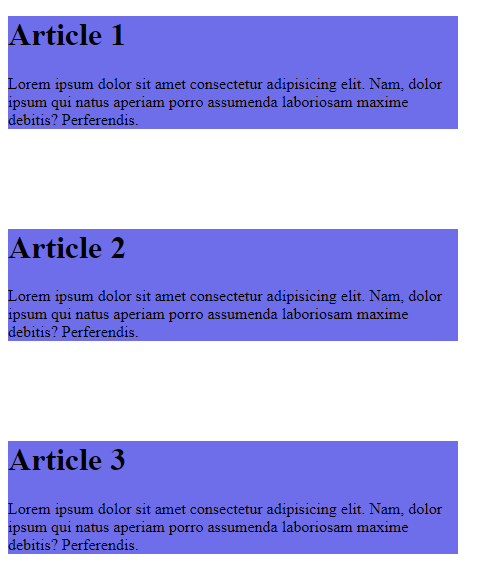 Article 1
Lorem ipsum dolor sit amet consectetur adipisicing elit. Nam, dolor
ipsum qui natus aperiam porro assumenda laboriosam maxime
debitis? Perferendis.
Article 2
Lorem ipsum dolor sit amet consectetur adipisicing elit. Nam, dolor
ipsum qui natus aperiam porro assumenda laboriosam maxime
debitis? Perferendis.
Article 3
Lorem ipsum dolor sit amet consectetur adipisicing elit. Nam, dolor
ipsum qui natus aperiam porro assumenda laboriosam maxime
debitis? Perferendis.